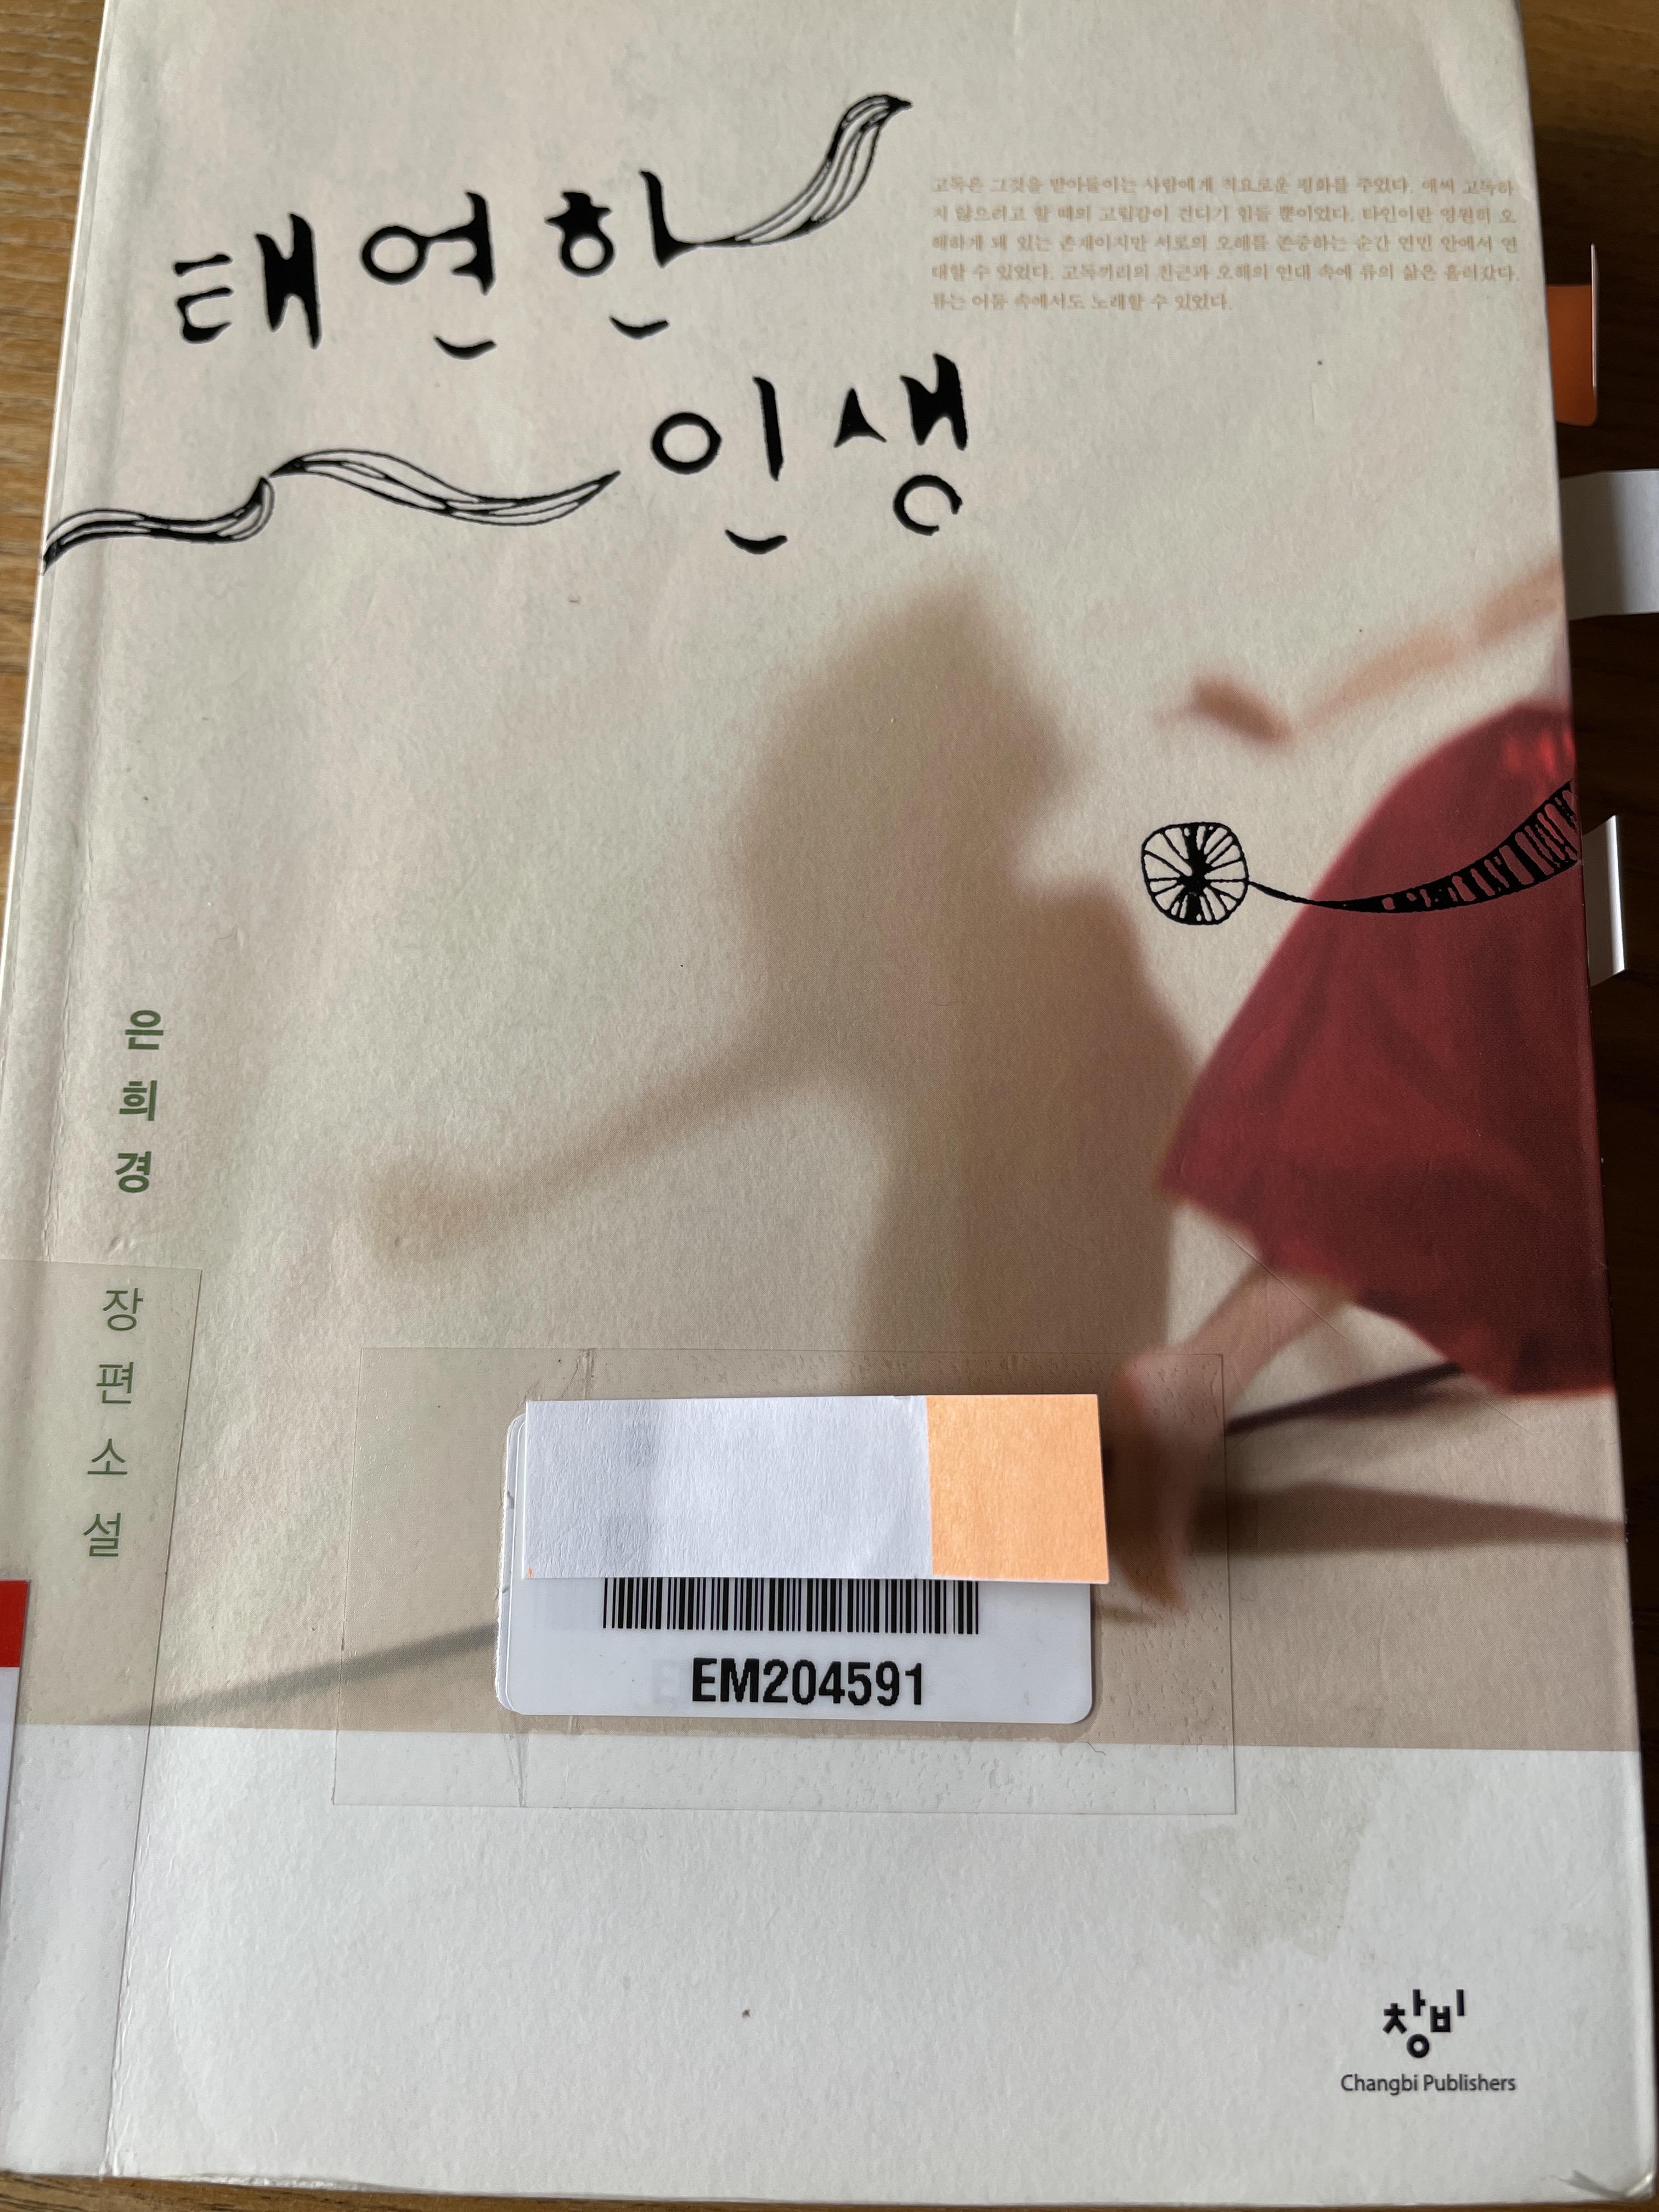 태연한
인생
고독은 그것을 받아들이는 사람에게 적요로운 평화를 주었다. 애써 고독하
지 않으려고 할 때의 고립감이 견디기 힘들 뿐이었다. 타인이란 영원히 오
해하게 돼 있는 존재이지만 서로의 오해를 존중하는 순간 연민 안에서 연
대할 수 있었다. 고독끼리의 친근과 오해의 연대 속에 류의 삶은 흘러갔다.
류는 어둠 속에서도 노래할 수 있었다.
은희경
장편소설
EM204591
창비
Changbi Publishers